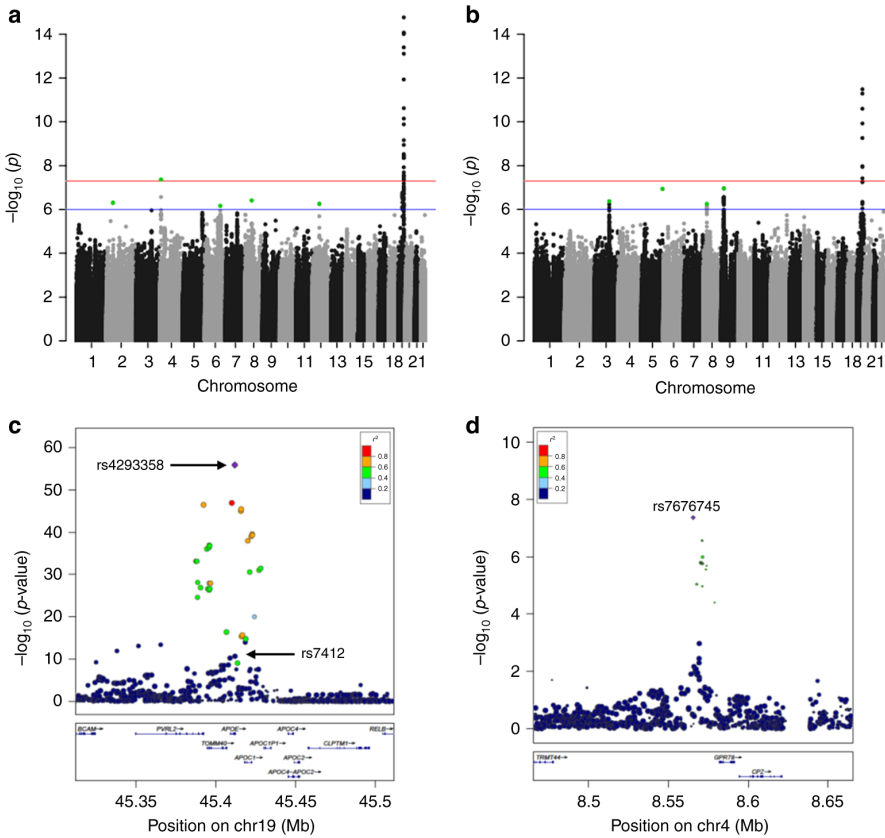 a
14
12
10
8
6
4
2
0
–log10 (p)
1 2 3 4 5 6 7 8 9 11 13 15 18 21
Chromosome
b
14
12
10
8
6
4
2
0
–log10 (p)
1 2 3 4 5 6 7 8 9 11 13 15 18 21
Chromosome
c
60
50
40
30
20
10
0
–log10 (p-value)
rs4293358
rs7412
r2
0.8
0.6
0.4
0.2
BCAM→ PVRL2→ APOE→ APOC4→ RELB→
TOMM40→ APOC1P1→ CLPTM1→
APOC1→ APOC2→
APOC4–APOC2→
45.35 45.4 45.45 45.5
Position on chr19 (Mb)
d
10
8
6
4
2
0
–log10 (p-value)
r2
0.8
0.6
0.4
0.2
rs7676745
TRMT44→ GPR78→
CPZ→
8.5 8.55 8.6 8.65
Position on chr4 (Mb)